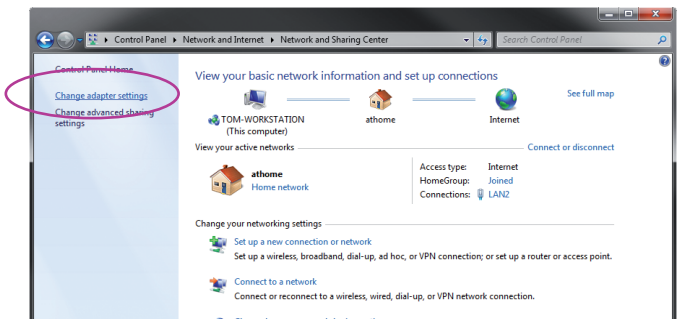 Control Panel ▸ Network and Internet ▸ Network and Sharing Center
Search Control Panel
Control Panel Home
Change adapter settings
Change advanced sharing
settings
View your basic network information and set up connections
See full map
TOM-WORKSTATION
(This computer)
athome
Internet
View your active networks
Connect or disconnect
athome
Home network
Access type: Internet
HomeGroup: Joined
Connections: LAN2
Change your networking settings
Set up a new connection or network
Set up a wireless, broadband, dial-up, ad hoc, or VPN connection; or set up a router or access point.
Connect to a network
Connect or reconnect to a wireless, wired, dial-up, or VPN network connection.